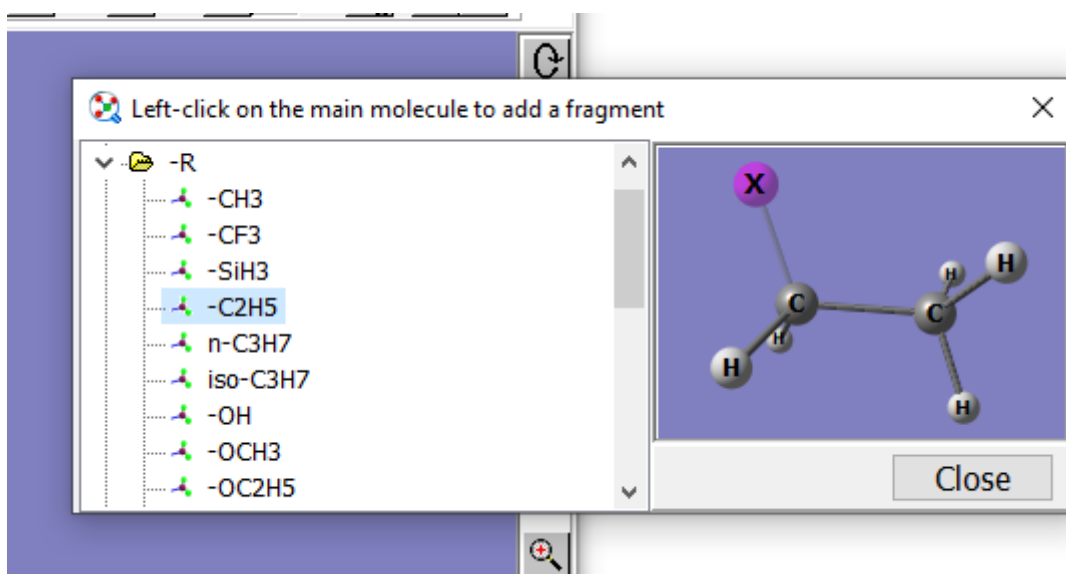 Left-click on the main molecule to add a fragment
-R
-CH3
-CF3
-SiH3
-C2H5
n-C3H7
iso-C3H7
-OH
-OCH3
-OC2H5
X
H
H
C
C
H
H
H
Close